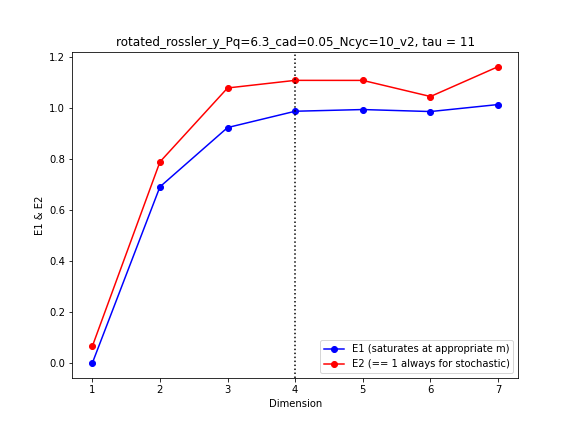 rotated_rossler_y_Pq=6.3_cad=0.05_Ncyc=10_v2, tau = 11
1.2
1.0
0.8
0.6
0.4
0.2
0.0
E1 & E2
E1 (saturates at appropriate m)
E2 (== 1 always for stochastic)
1 2 3 4 5 6 7
Dimension